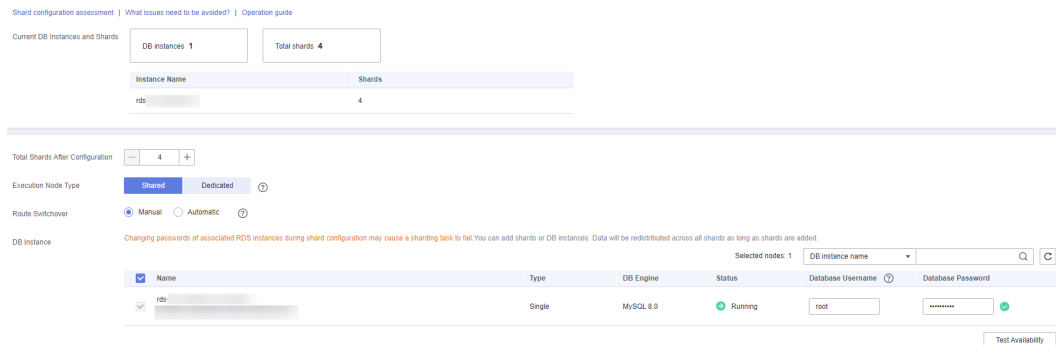 Shard configuration assessment | What issues need to be avoided? | Operation guide
Current DB Instances and Shards
DB instances 1
Total shards 4
Instance Name Shards
rds 4
Total Shards After Configuration — 4 +
Execution Node Type Shared Dedicated ?
Route Switchover Manual Automatic ?
DB Instance Changing passwords of associated RDS instances during shard configuration may cause a sharding task to fail.You can add shards or DB instances. Data will be redistributed across all shards as long as shards are added.
Selected nodes: 1 DB instance name
Name Type DB Engine Status Database Username ? Database Password
rds- Single MySQL 8.0 Running root ••••••••••
Test Availability